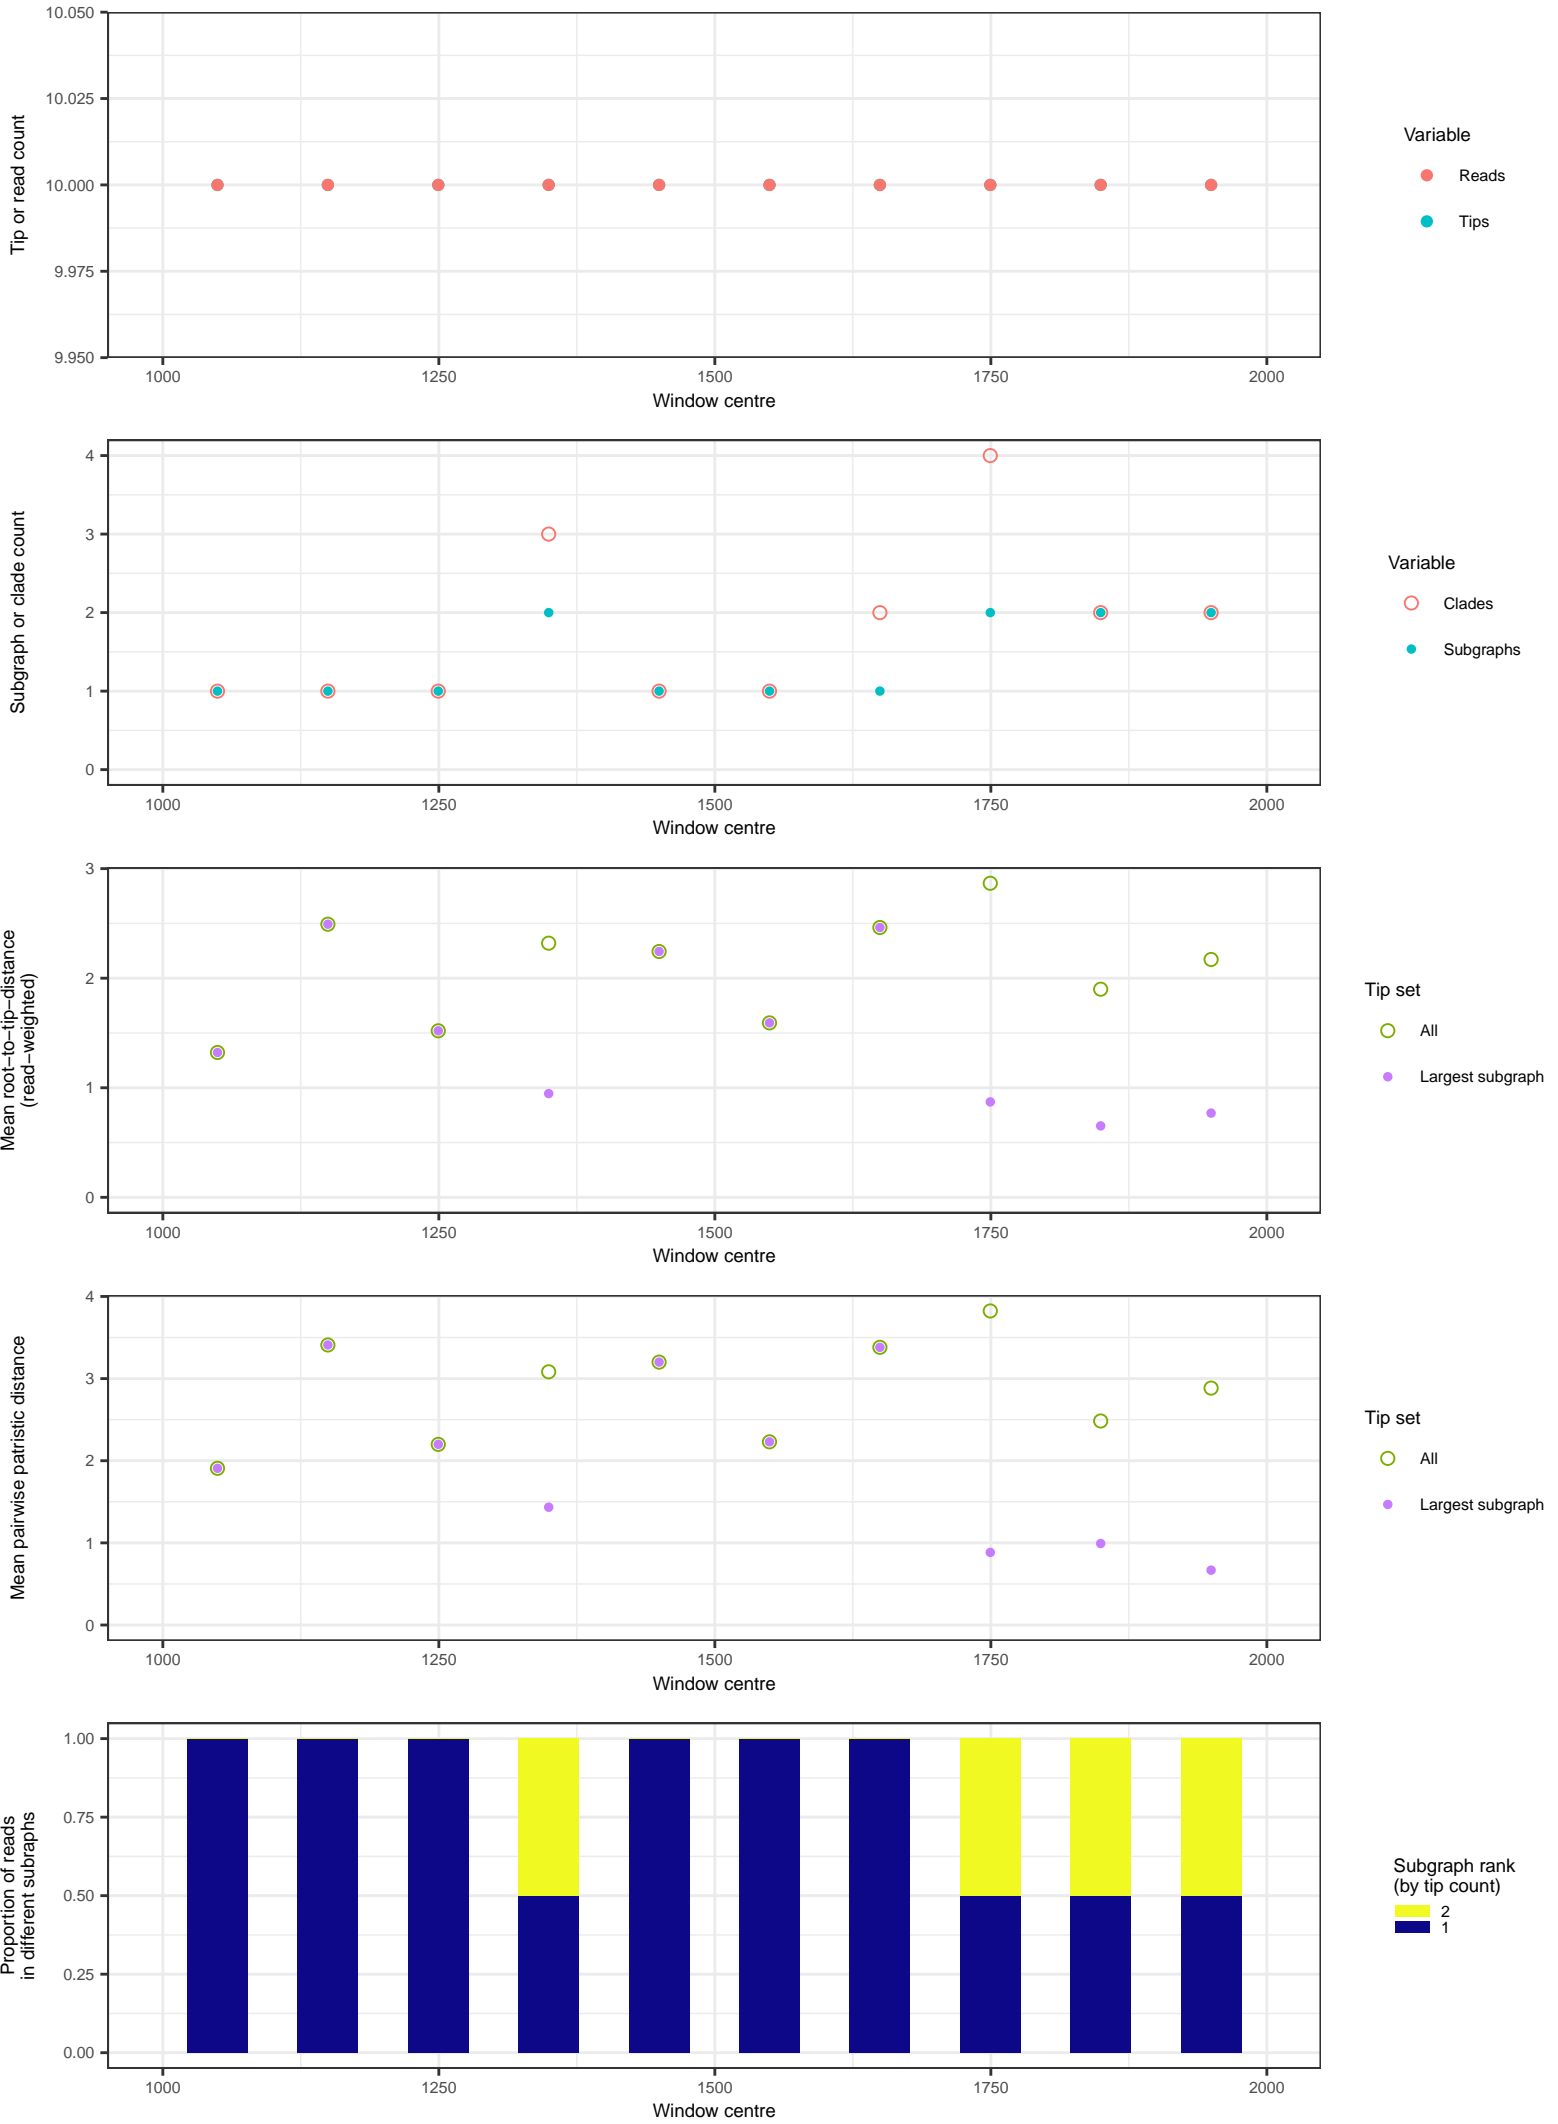 10.050
10.025
10.000
9.975
9.950
Tip or read count
1000
1250
1500
1750
2000
Window centre
Variable
Reads
Tips
4
3
2
1
0
Subgraph or clade count
1000
1250
1500
1750
2000
Window centre
Variable
Clades
Subgraphs
3
2
1
0
Mean root−to−tip−distance
(read−weighted)
1000
1250
1500
1750
2000
Window centre
Tip set
All
Largest subgraph
4
3
2
1
0
Mean pairwise patristic distance
1000
1250
1500
1750
2000
Window centre
Tip set
All
Largest subgraph
1.00
0.75
0.50
0.25
0.00
Proportion of reads
in different subraphs
1000
1250
1500
1750
2000
Window centre
Subgraph rank
(by tip count)
2
1